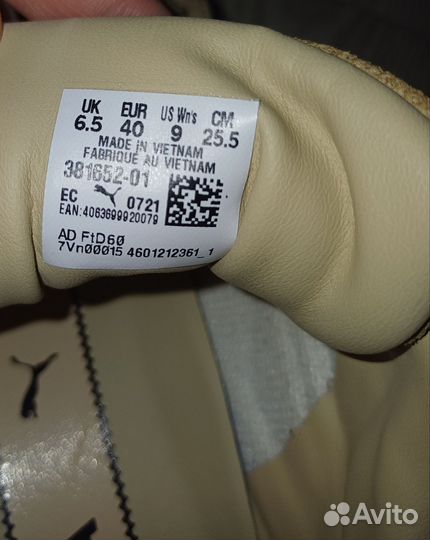 UK EUR US Wn's CM
6.5 40 9 25.5
MADE IN VIETNAM
FABRIQUÉ AU VIETNAM
381652-01
EC 0721
EAN:4063699920079
AD FtD60
7Vn00015 4601212361_1
Avito